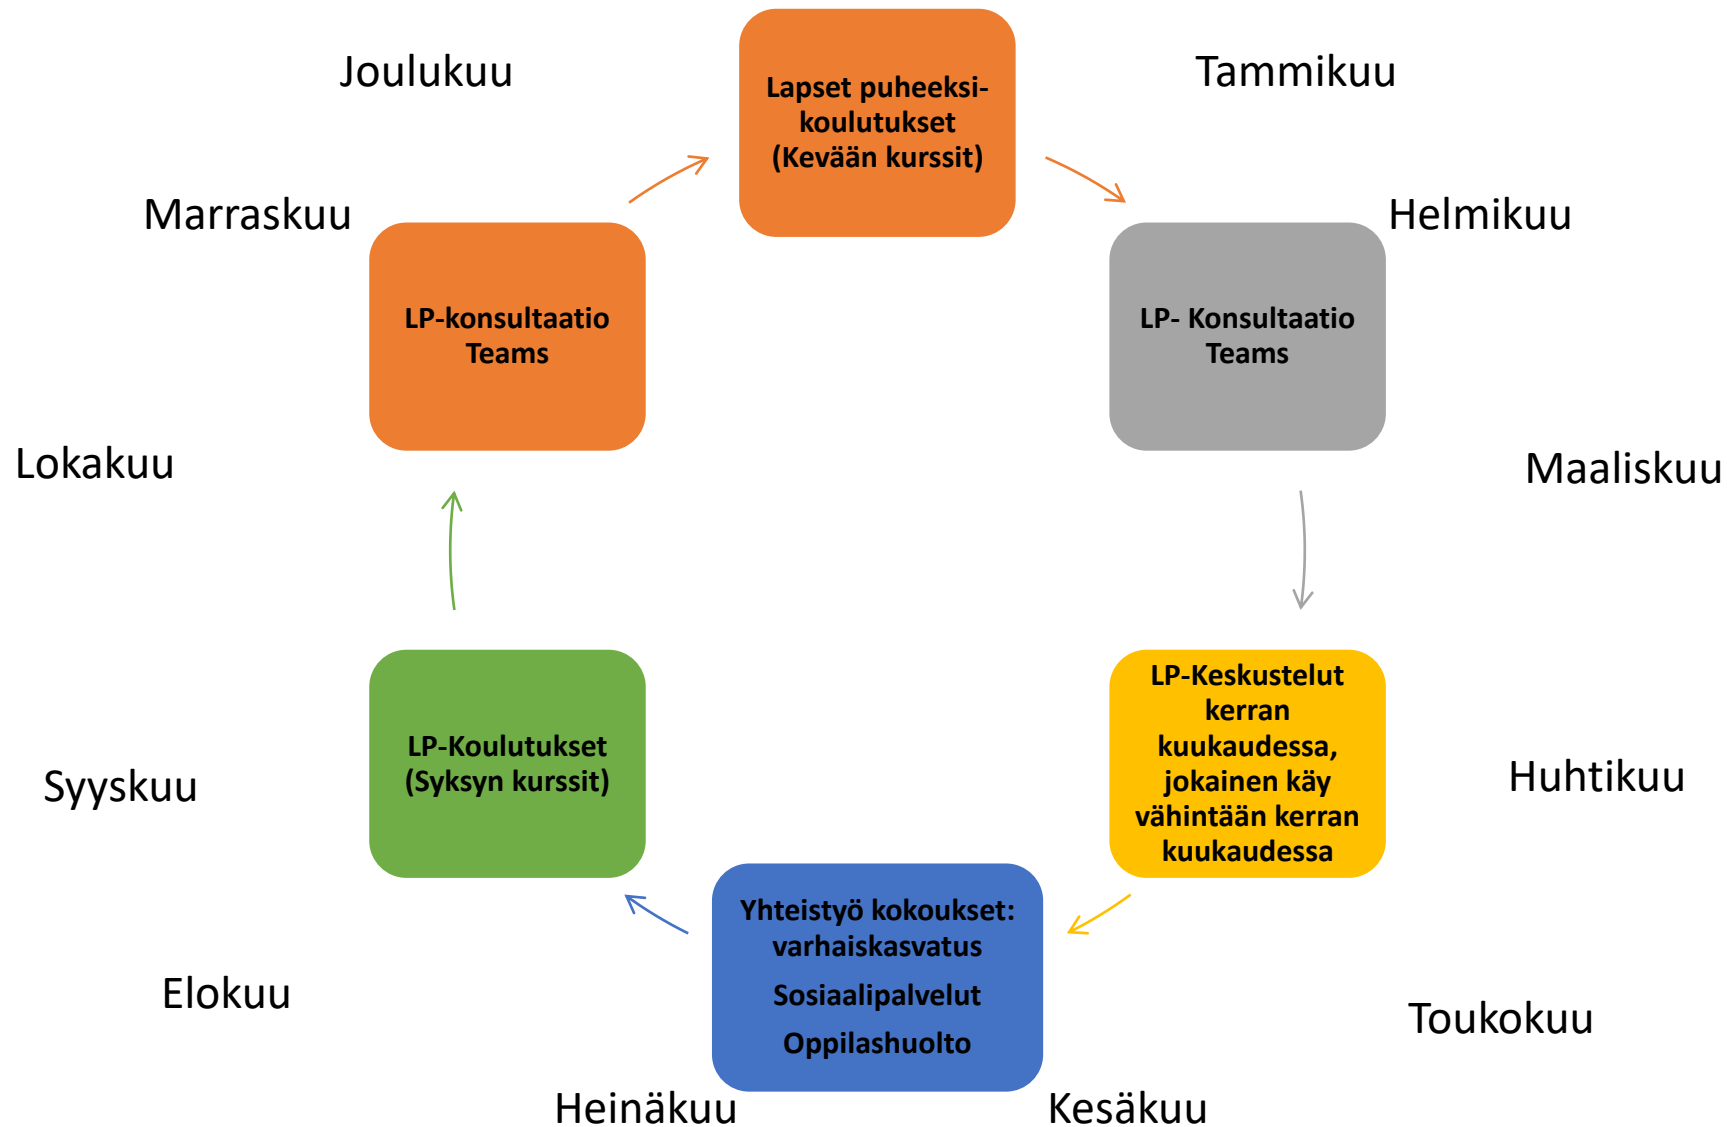 Joulukuu
Tammikuu
Lapset puheeksi-
koulutukset
(Kevään kurssit)
Marraskuu
Helmikuu
LP-konsultaatio
Teams
LP- Konsultaatio
Teams
Lokakuu
Maaliskuu
LP-Koulutukset
(Syksyn kurssit)
LP-Keskustelut
kerran
kuukaudessa,
jokainen käy
vähintään kerran
kuukaudessa
Syyskuu
Huhtikuu
Yhteistyö kokoukset:
varhaiskasvatus
Sosiaalipalvelut
Oppilashuolto
Elokuu
Toukokuu
Heinäkuu
Kesäkuu